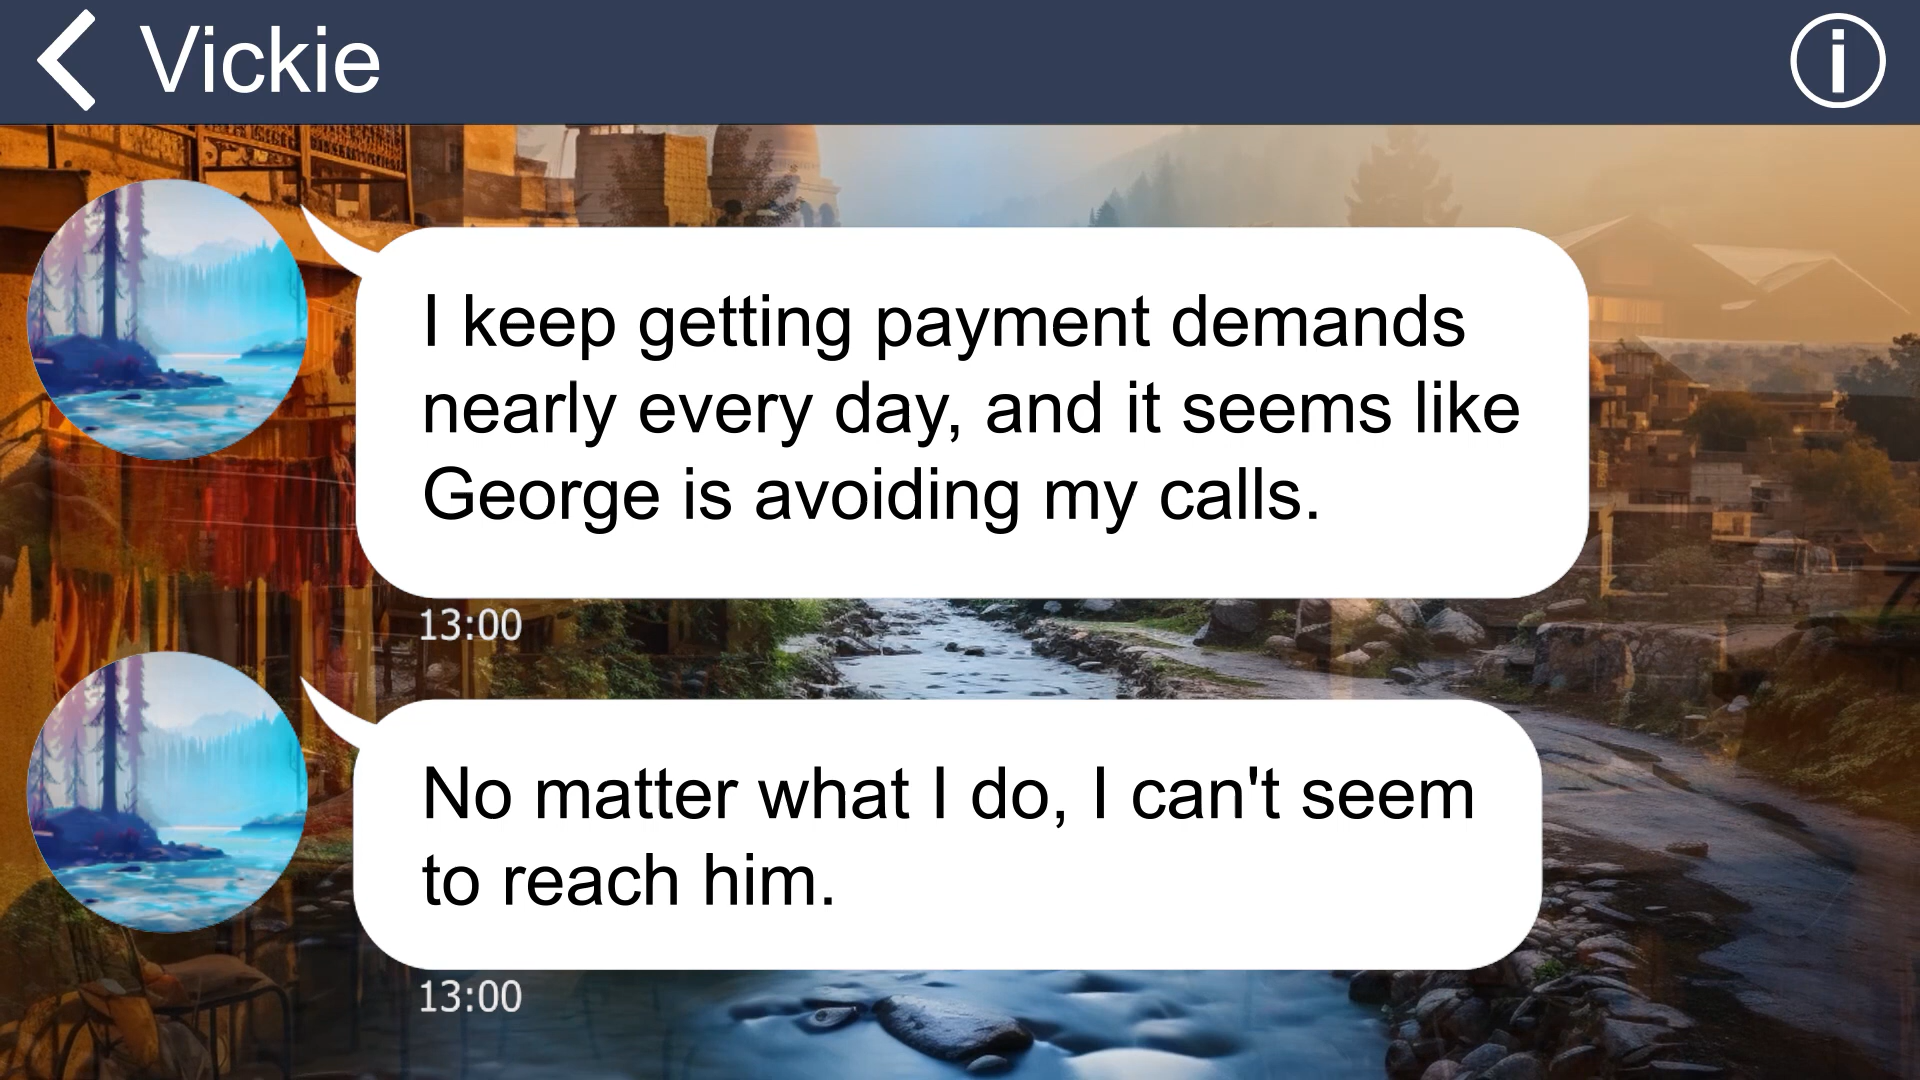 Vickie
I keep getting payment demands
nearly every day, and it seems like
George is avoiding my calls.
13:00
No matter what I do, I can't seem
to reach him.
13:00